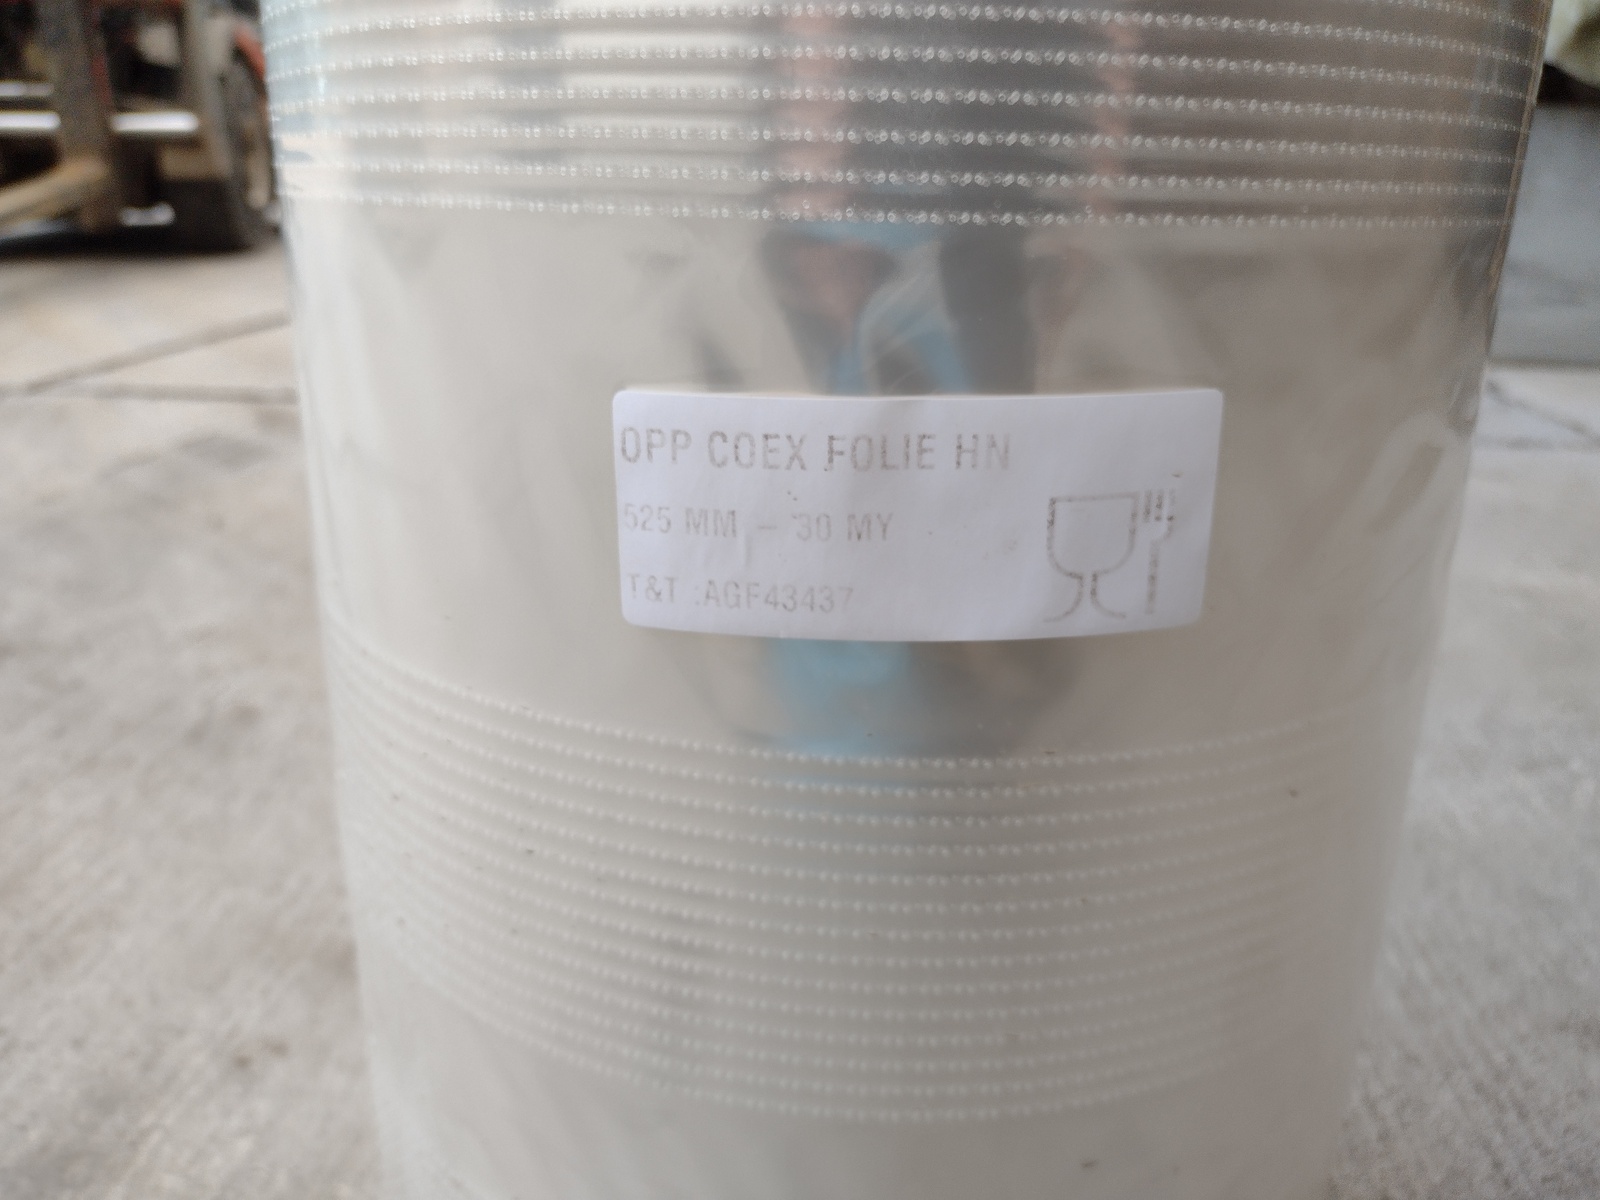 OPP COEX FOLIE HN
525 MM - 30 MY
T&T :AGF43437